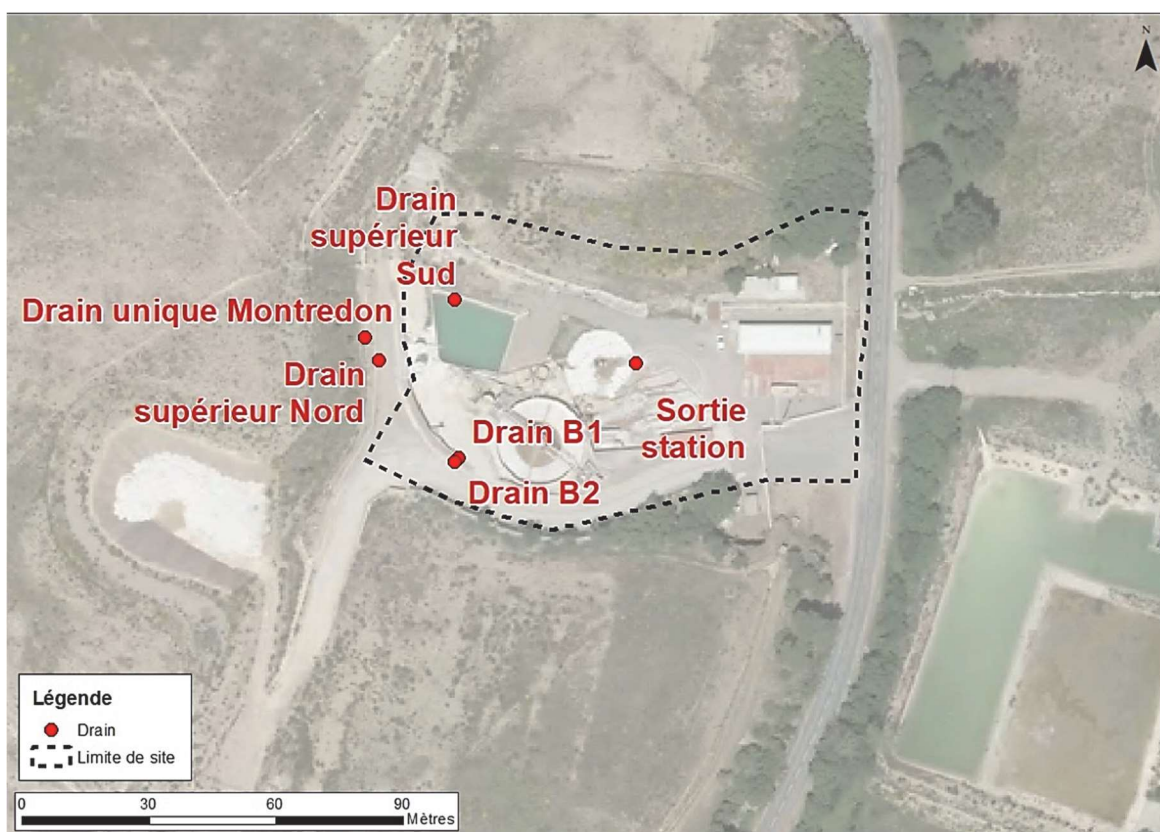 N
Drain
supérieur
Sud
Drain unique Montredon
Drain
supérieur Nord
Drain B1
Sortie
station
Drain B2
Légende
Drain
Limite de site
0 30 60 90
Mètres